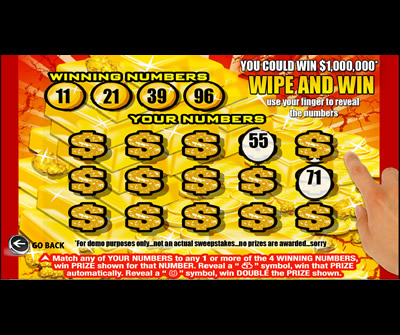 YOU COULD WIN $1,000,000*
WIPE AND WIN
use your finger to reveal
the numbers
WINNING NUMBERS
11 21 39 96
YOUR NUMBERS
$ $ $ 55 $
$ $ $ $ 71
$ $ $ $ $
GO BACK
*For demo purposes only...not an actual sweepstakes...no prizes are awarded...sorry
Match any of YOUR NUMBERS to any 1 or more of the 4 WINNING NUMBERS,
win PRIZE shown for that NUMBER. Reveal a " " symbol, win that PRIZE
automatically. Reveal a " " symbol, win DOUBLE the PRIZE shown.